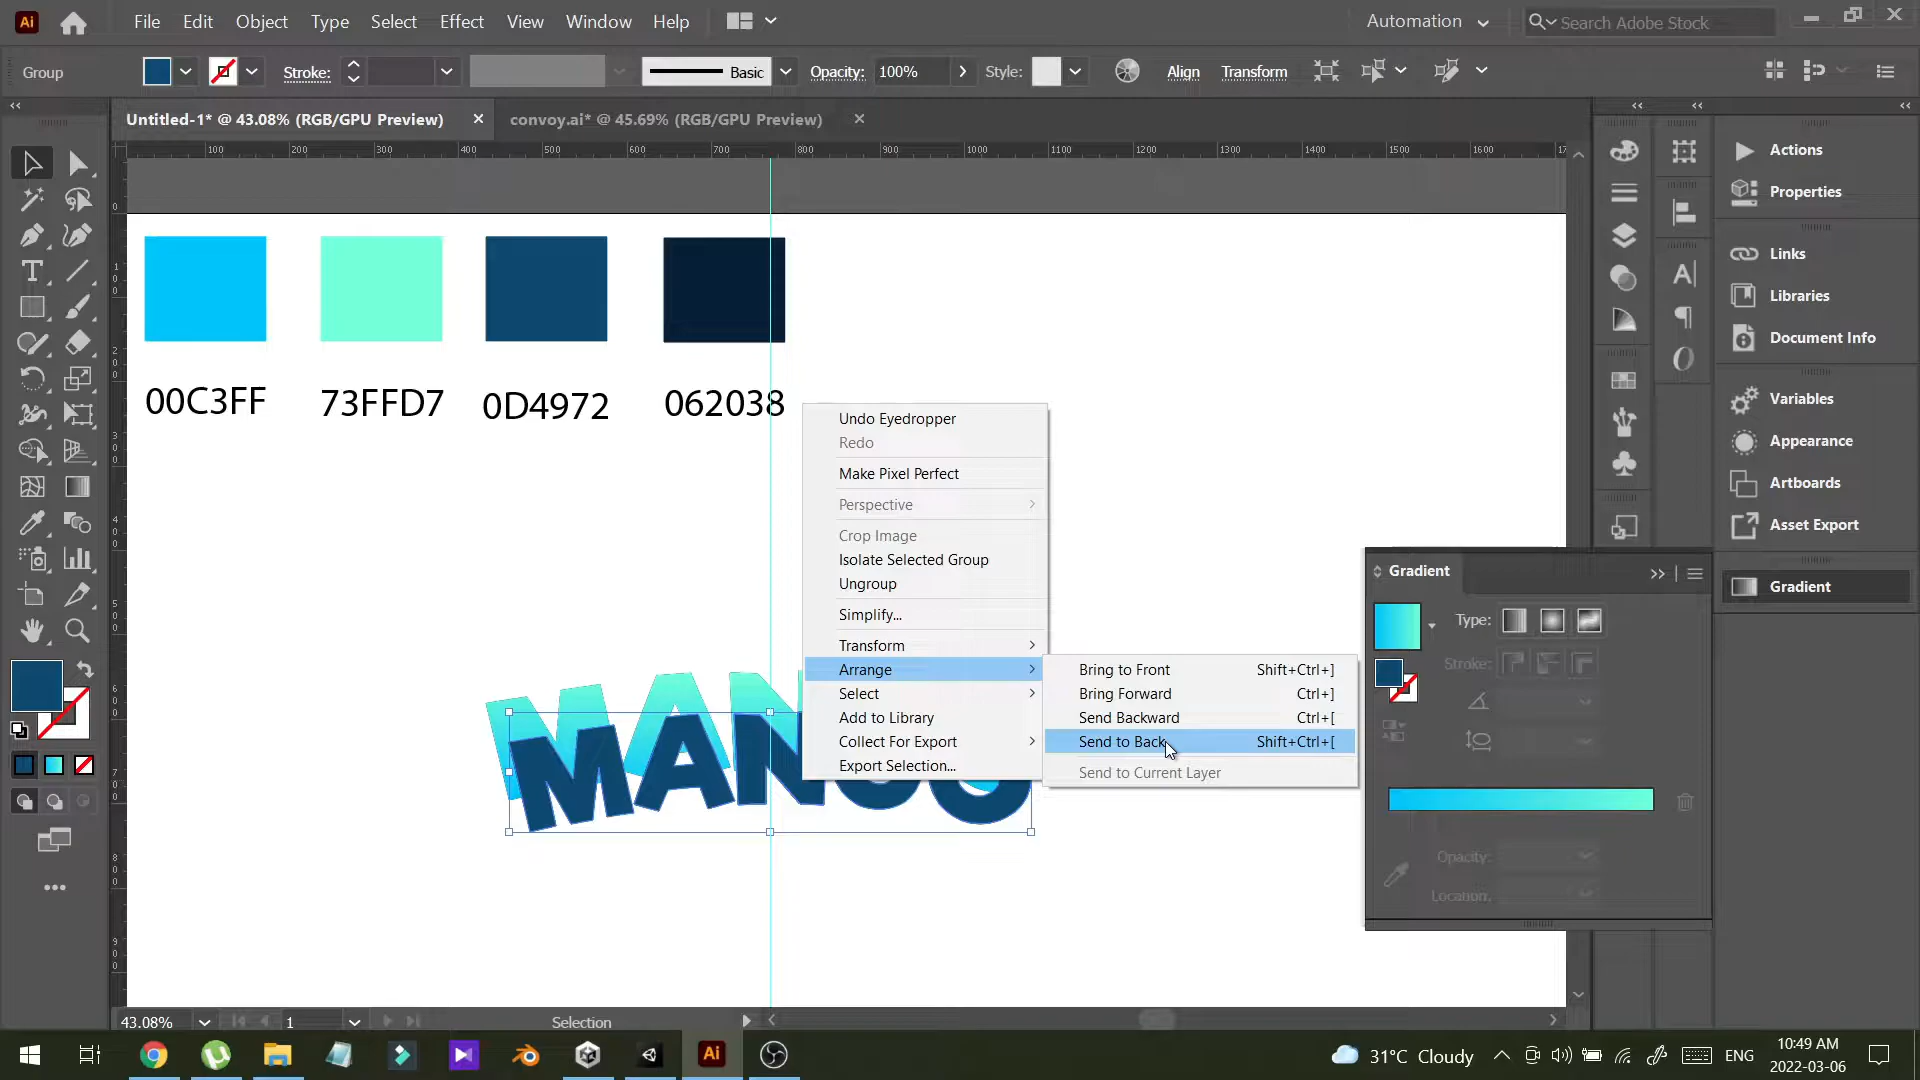 Ai File Edit Object Type Select Effect View Window Help Automation Search Adobe Stock
Group Stroke: Basic Opacity: 100% Style: Align Transform
Untitled-1* @ 43.08% (RGB/GPU Preview) convoy.ai* @ 45.69% (RGB/GPU Preview)
100 200 300 400 500 600 700 800 900 1000 1100 1200 1300 1400 1500 1600
Actions
Properties
Links
Libraries
Document Info
Variables
Appearance
Artboards
Asset Export
Gradient
00C3FF 73FFD7 0D4972 062038
Undo Eyedropper
Redo
Make Pixel Perfect
Perspective
Crop Image
Isolate Selected Group
Ungroup
Simplify...
Transform
Arrange
Select
Add to Library
Collect For Export
Export Selection...
Bring to Front Shift+Ctrl+]
Bring Forward Ctrl+]
Send Backward Ctrl+[
Send to Back Shift+Ctrl+[
Send to Current Layer
Gradient
Type:
Stroke:
Opacity:
Location:
43.08% 1 Selection
Ai 31°C Cloudy ENG 10:49 AM
2022-03-06